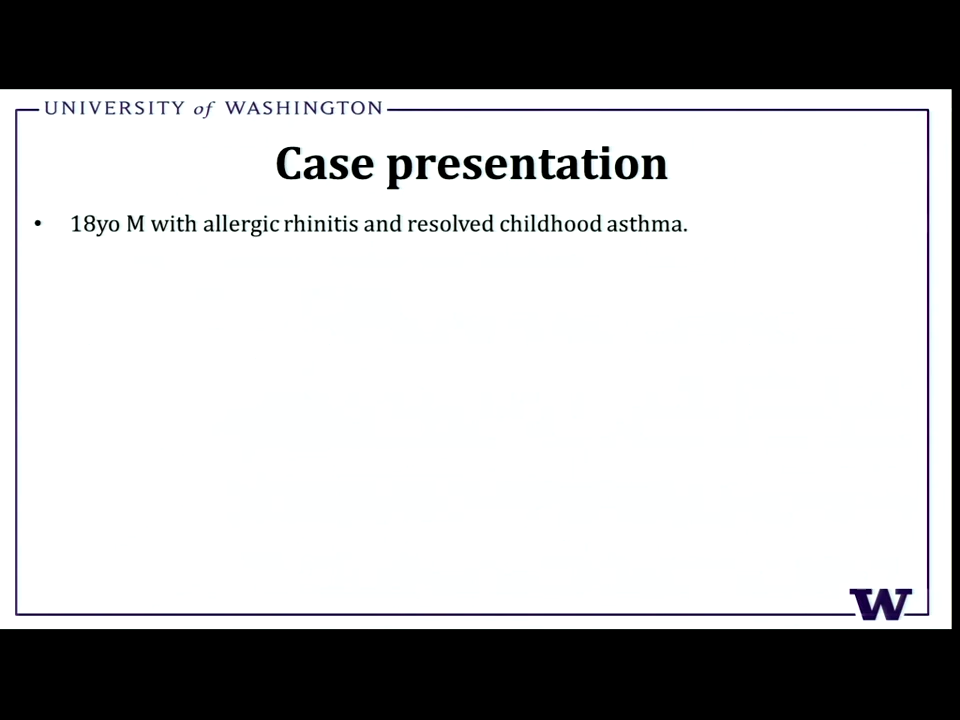 UNIVERSITY of WASHINGTON
Case presentation
• 18yo M with allergic rhinitis and resolved childhood asthma.
W